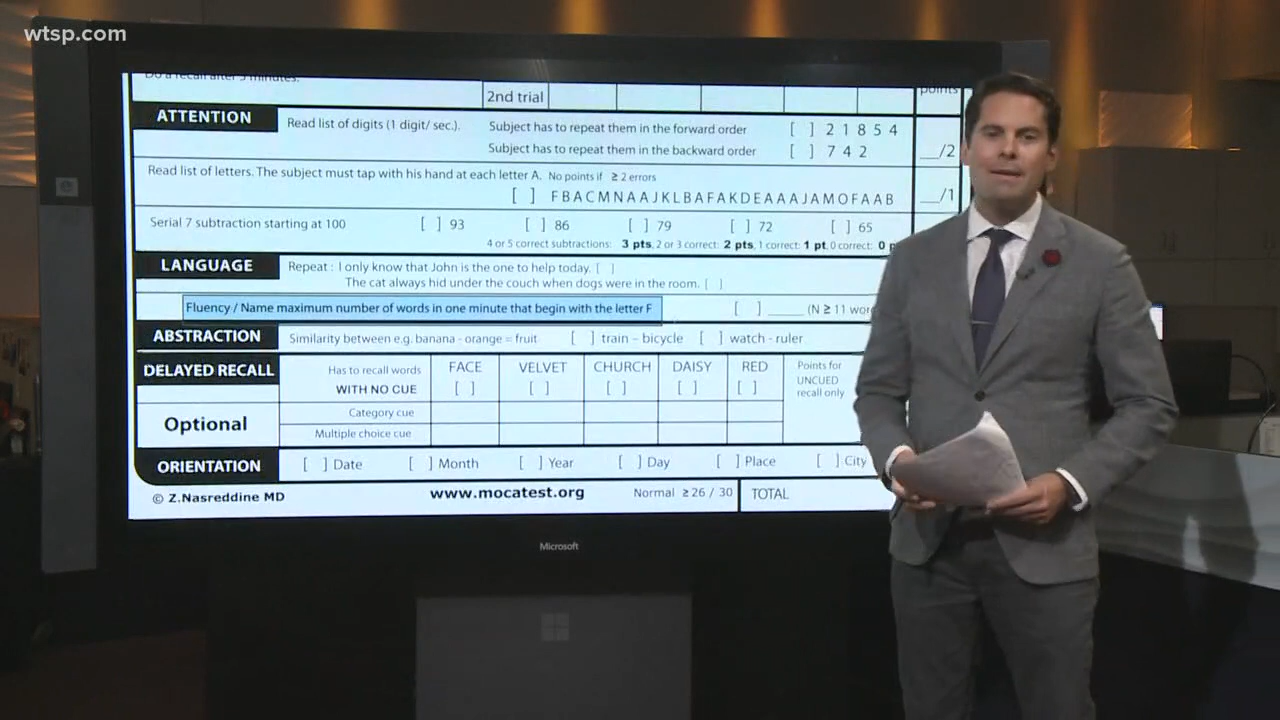 wtsp.com
Do a recall after 5 minutes.
points
2nd trial
ATTENTION
Read list of digits (1 digit/ sec.). Subject has to repeat them in the forward order [ ] 2 1 8 5 4
Subject has to repeat them in the backward order [ ] 7 4 2 __/2
Read list of letters. The subject must tap with his hand at each letter A. No points if ≥ 2 errors
[ ] F B A C M N A A J K L B A F A K D E A A A J A M O F A A B __/1
Serial 7 subtraction starting at 100 [ ] 93 [ ] 86 [ ] 79 [ ] 72 [ ] 65
4 or 5 correct subtractions: 3 pts, 2 or 3 correct: 2 pts, 1 correct: 1 pt, 0 correct: 0 p
LANGUAGE
Repeat : I only know that John is the one to help today. [ ]
The cat always hid under the couch when dogs were in the room. [ ]
Fluency / Name maximum number of words in one minute that begin with the letter F [ ] _____ (N ≥ 11 wor
ABSTRACTION
Similarity between e.g. banana - orange = fruit [ ] train – bicycle [ ] watch - ruler
DELAYED RECALL
Has to recall words
WITH NO CUE
FACE
[ ]
VELVET
[ ]
CHURCH
[ ]
DAISY
[ ]
RED
[ ]
Points for
UNCUED
recall only
Optional
Category cue
Multiple choice cue
ORIENTATION
[ ] Date [ ] Month [ ] Year [ ] Day [ ] Place [ ] City
© Z.Nasreddine MD www.mocatest.org Normal ≥ 26 / 30 TOTAL
Microsoft